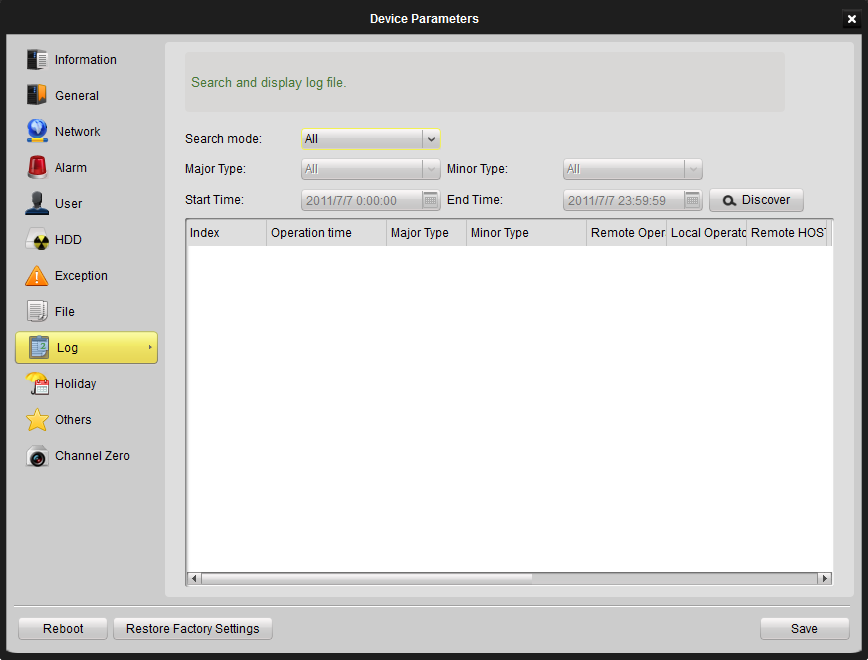 Device Parameters
Information
General
Network
Alarm
User
HDD
Exception
File
Log
Holiday
Others
Channel Zero
Search and display log file.
Search mode: All
Major Type: All Minor Type: All
Start Time: 2011/7/7 0:00:00 End Time: 2011/7/7 23:59:59 Discover
Index Operation time Major Type Minor Type Remote Oper Local Operato Remote HOST
Reboot Restore Factory Settings Save